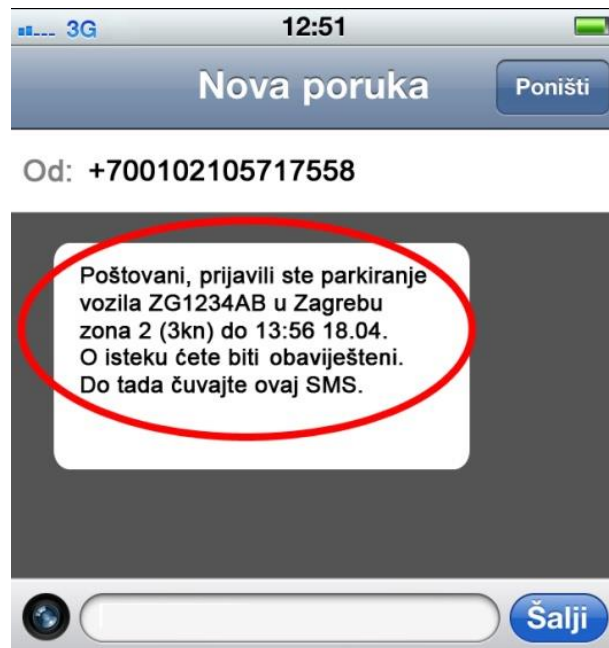 3G 12:51
Nova poruka Poništi
Od: +700102105717558
Poštovani, prijavili ste parkiranje
vozila ZG1234AB u Zagrebu
zona 2 (3kn) do 13:56 18.04.
O isteku ćete biti obaviješteni.
Do tada čuvajte ovaj SMS.
Šalji